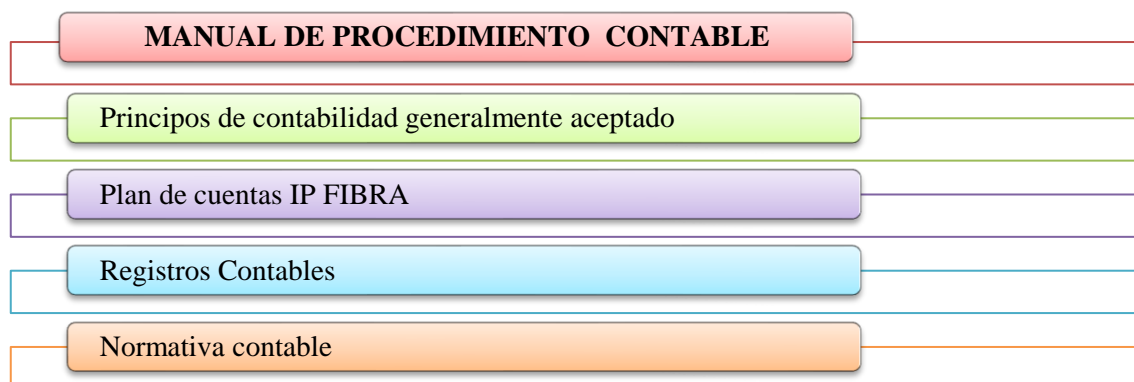 MANUAL DE PROCEDIMIENTO CONTABLE
Principos de contabilidad generalmente aceptado
Plan de cuentas IP FIBRA
Registros Contables
Normativa contable